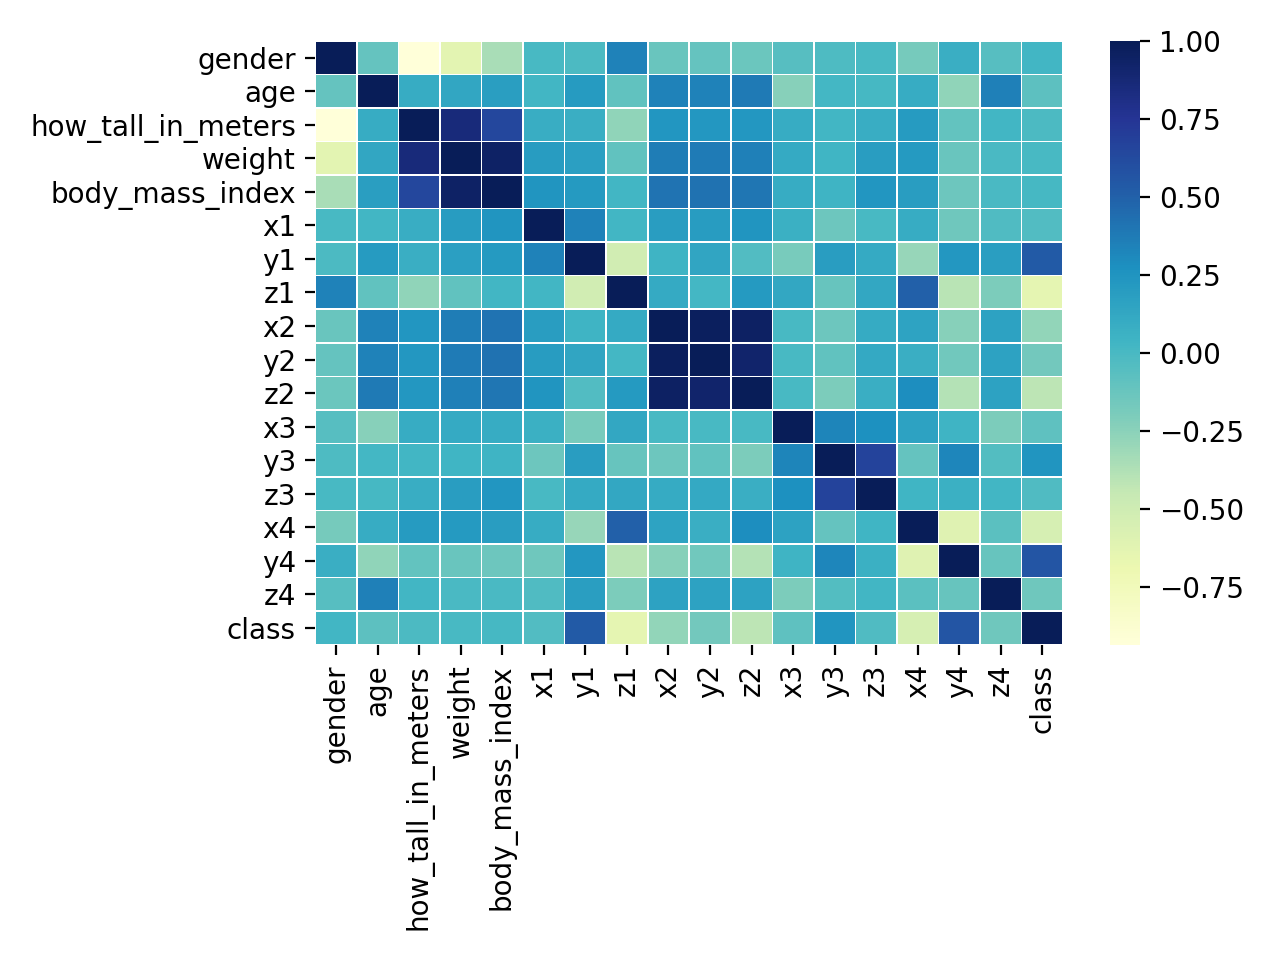 gender
age
how_tall_in_meters
weight
body_mass_index
x1
y1
z1
x2
y2
z2
x3
y3
z3
x4
y4
z4
class
gender
age
how_tall_in_meters
weight
body_mass_index
x1
y1
z1
x2
y2
z2
x3
y3
z3
x4
y4
z4
class
1.00
0.75
0.50
0.25
0.00
−0.25
−0.50
−0.75